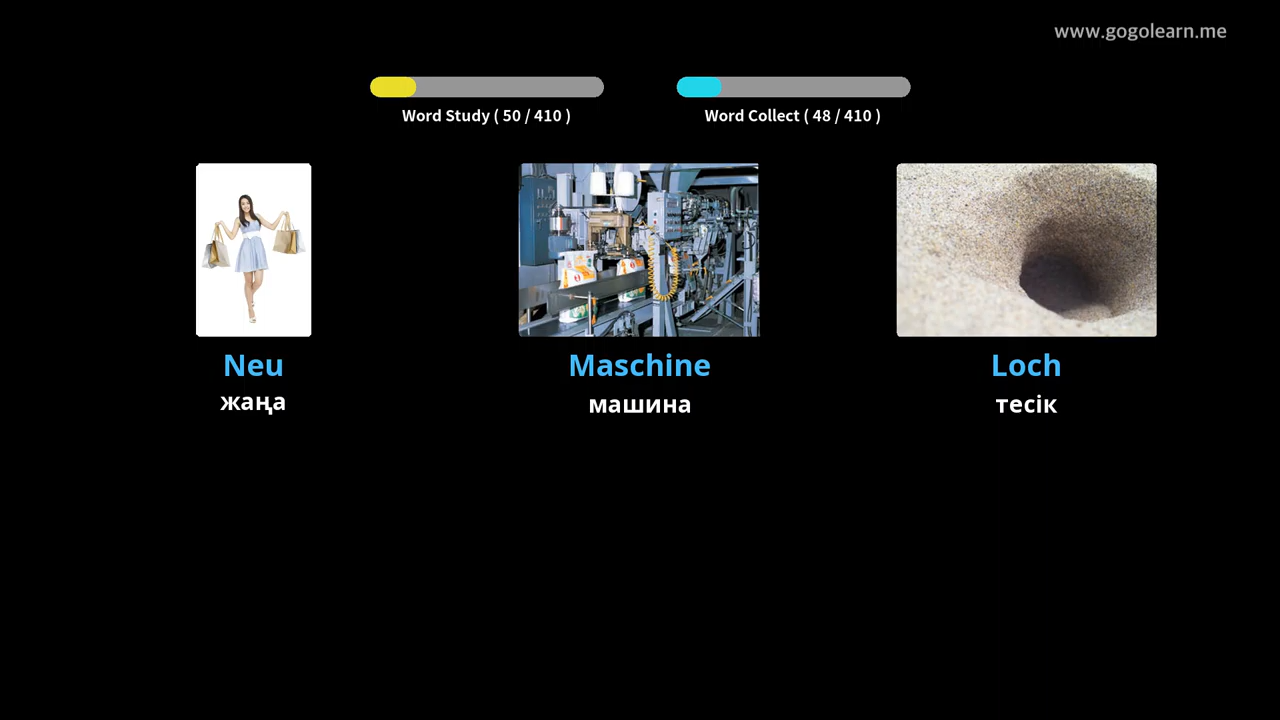 www.gogolearn.me
Word Study ( 50 / 410 )
Word Collect ( 48 / 410 )
Neu
жаңа
Maschine
машина
Loch
тесік